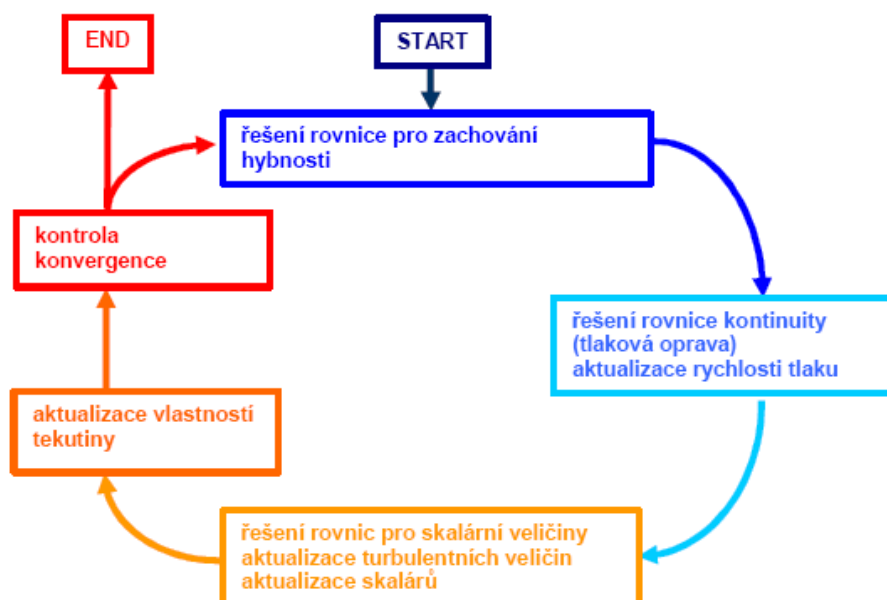 END
START
řešení rovnice pro zachování
hybnosti
kontrola
konvergence
řešení rovnice kontinuity
(tlaková oprava)
aktualizace rychlosti tlaku
aktualizace vlastností
tekutiny
řešení rovnic pro skalární veličiny
aktualizace turbulentních veličin
aktualizace skalárů